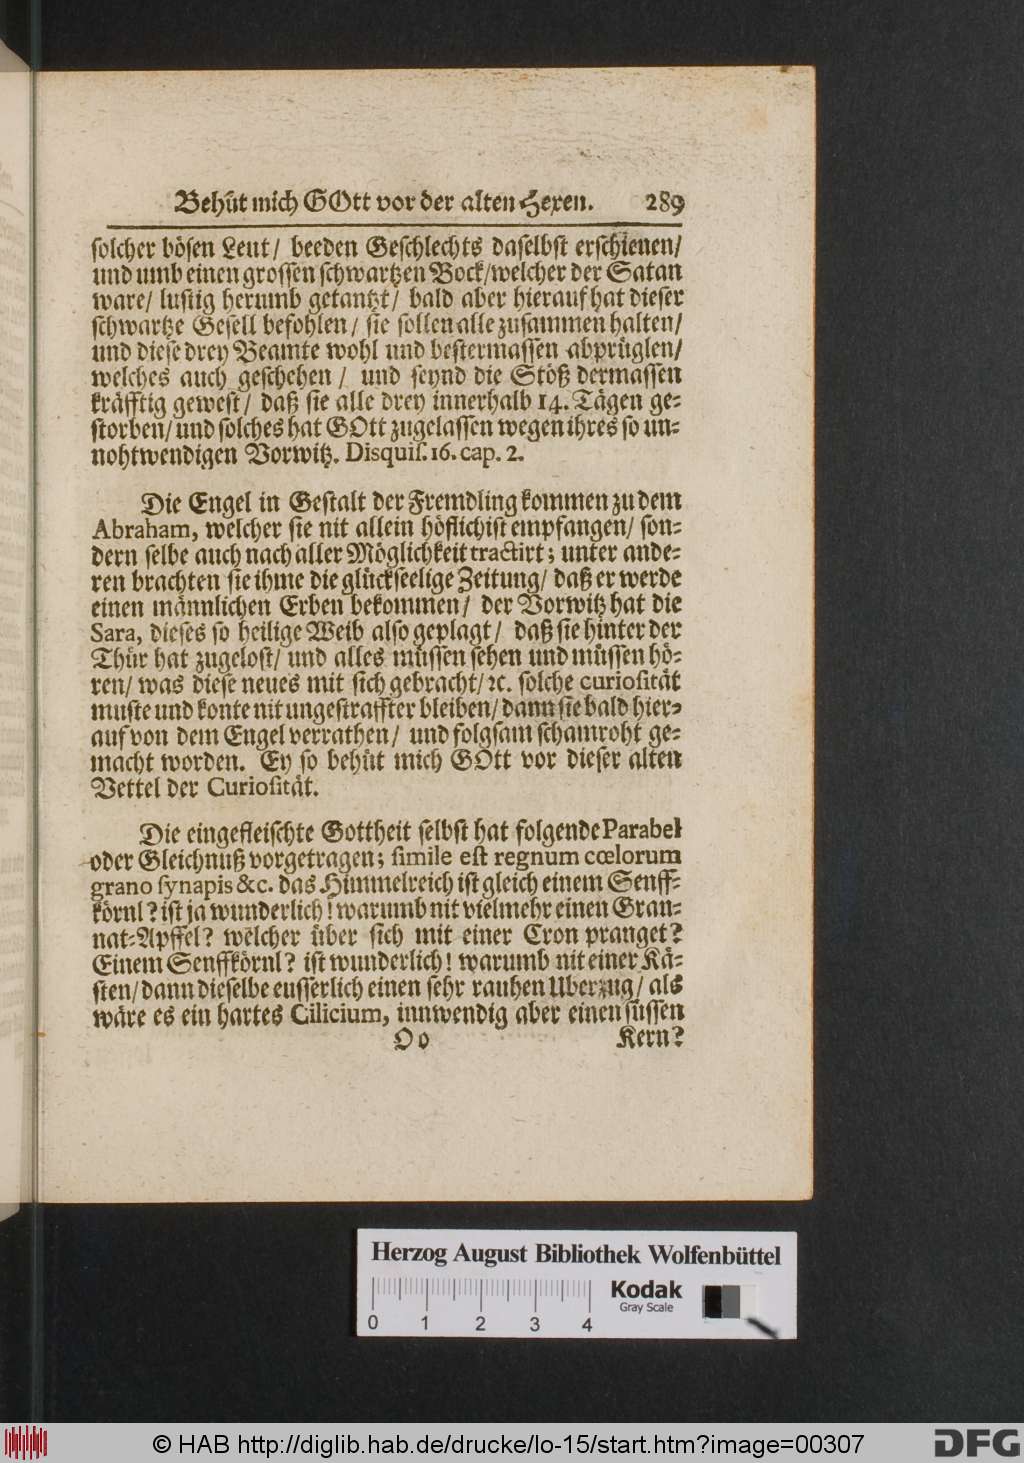 Behüt mich GOtt vor der alten Hexen. 289
solcher bösen Leut/ beeden Geschlechts daselbst erschienen/
und umb einen grossen schwartzen Bock/welcher der Satan
ware/ lustig herumb getantzt/ bald aber hierauf hat dieser
schwartze Gesell befohlen/ sie sollen alle zusammen halten/
und diese drey Beamte wohl und bestermassen abprüglen/
welches auch geschehen/ und seynd die Stöß dermassen
kräfftig gewest/ daß sie alle drey innerhalb 14. Tägen ge-
storben/ und solches hat GOtt zugelassen wegen ihres so un-
nohtwendigen Vorwitz. Disquis. 16. cap. 2.
Die Engel in Gestalt der Fremdling kommen zu dem
Abraham, welcher sie nit allein höflichist empfangen/ son-
dern selbe auch nach aller Möglichkeit tractirt; unter ande-
ren brachten sie ihme die glückseelige Zeitung/ daß er werde
einen männlichen Erben bekommen/ der Vorwitz hat die
Sara, dieses so heilige Weib also geplagt/ daß sie hinter der
Thür hat zugelost/ und alles müssen sehen und müssen hö-
ren/ was diese neues mit sich gebracht/ ꝛc. solche curiosität
muste und konte nit ungestraffter bleiben/ dann sie bald hier-
auf von dem Engel verrathen/ und folgsam schamroht ge-
macht worden. Ey so behüt mich GOtt vor dieser alten
Vettel der Curiosität.
Die eingefleischte Gottheit selbst hat folgende Parabel
oder Gleichnuß vorgetragen; simile est regnum cœlorum
grano synapis &c. das Himmelreich ist gleich einem Senff-
körnl? ist ja wunderlich! warumb nit vielmehr einen Gran-
nat-Apffel? welcher über sich mit einer Cron pranget?
Einem Senffkörnl? ist wunderlich! warumb nit einer Kä-
sten/ dann dieselbe eusserlich einen sehr rauhen Uberzug/ als
wäre es ein hartes Cilicium, innwendig aber einen süssen
Oo Kern?
Herzog August Bibliothek Wolfenbüttel
Kodak
Gray Scale
0 1 2 3 4
© HAB http://diglib.hab.de/drucke/lo-15/start.htm?image=00307
DFG